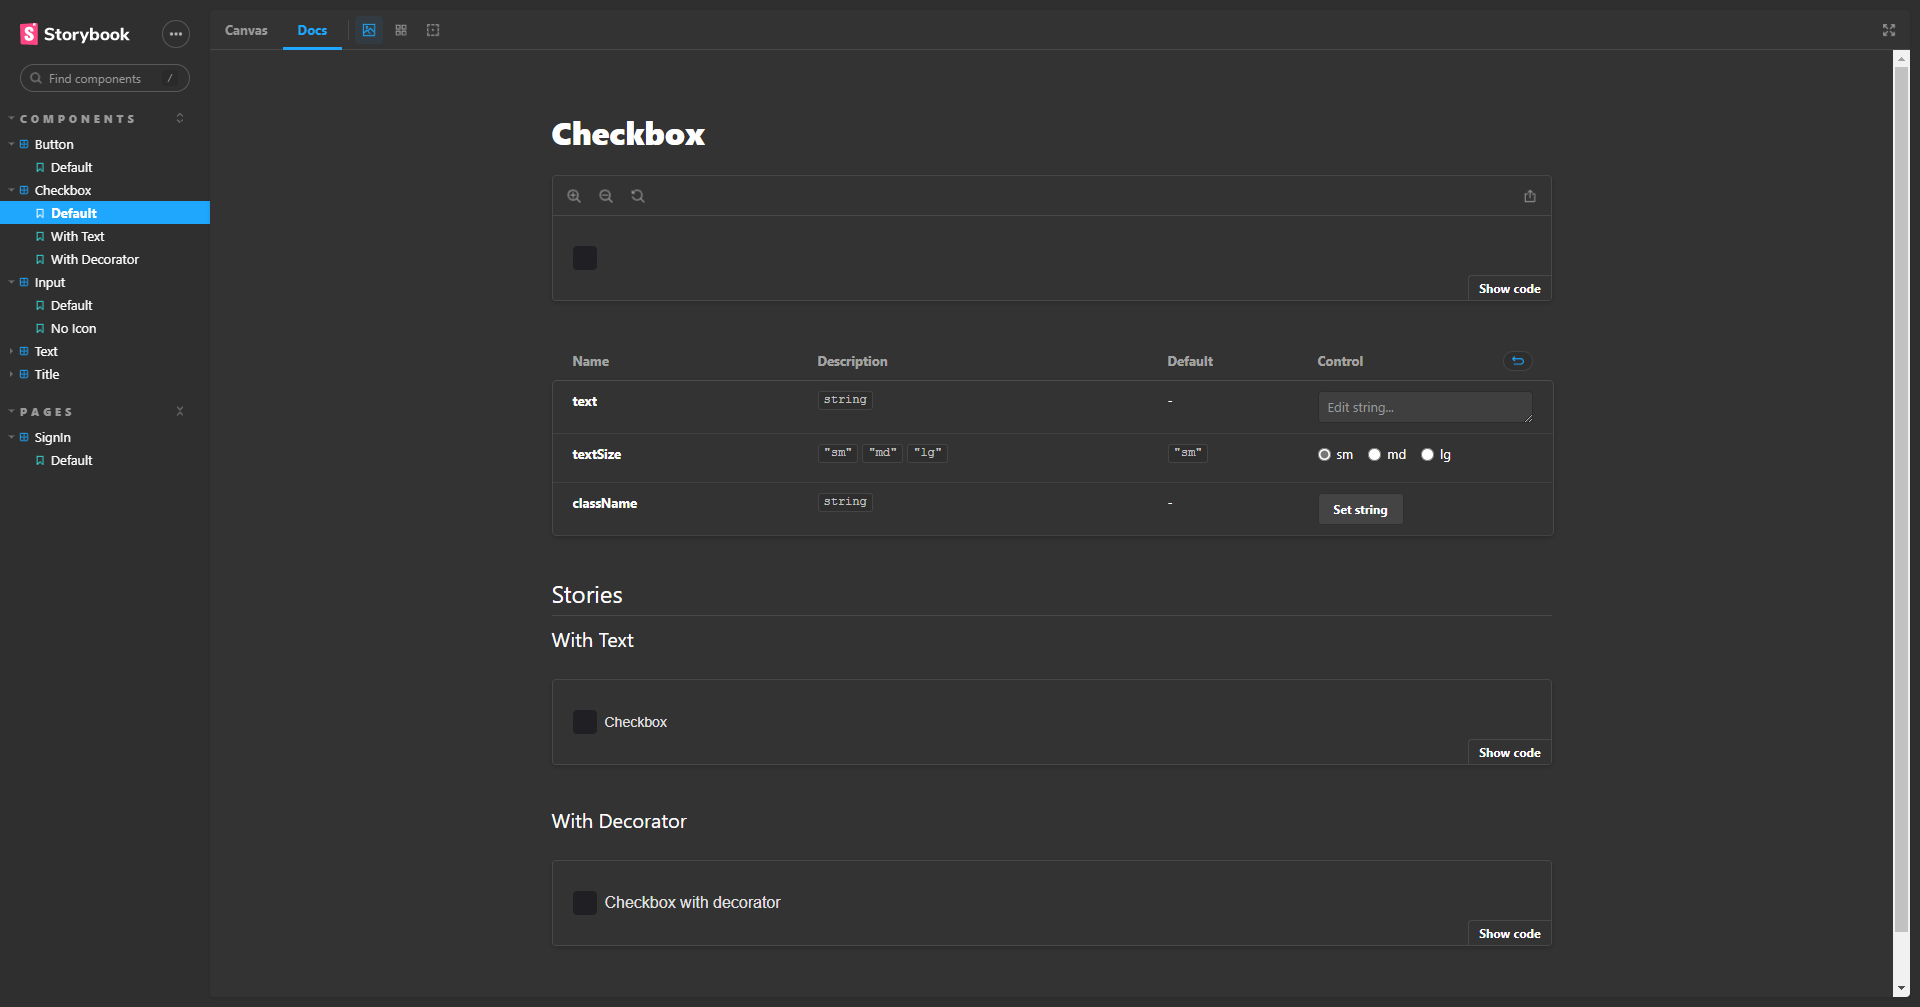 Storybook
Find components /
COMPONENTS
Button
Default
Checkbox
Default
With Text
With Decorator
Input
Default
No Icon
Text
Title
PAGES
SignIn
Default
Canvas Docs
Checkbox
Show code
Name Description Default Control
text string - Edit string...
textSize "sm" "md" "lg" "sm" sm md lg
className string - Set string
Stories
With Text
Checkbox
Show code
With Decorator
Checkbox with decorator
Show code